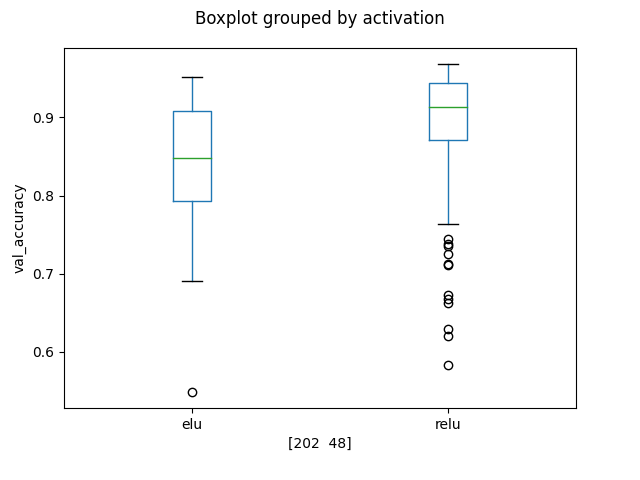 Boxplot grouped by activation
val_accuracy
0.9
0.8
0.7
0.6
elu
relu
[202  48]